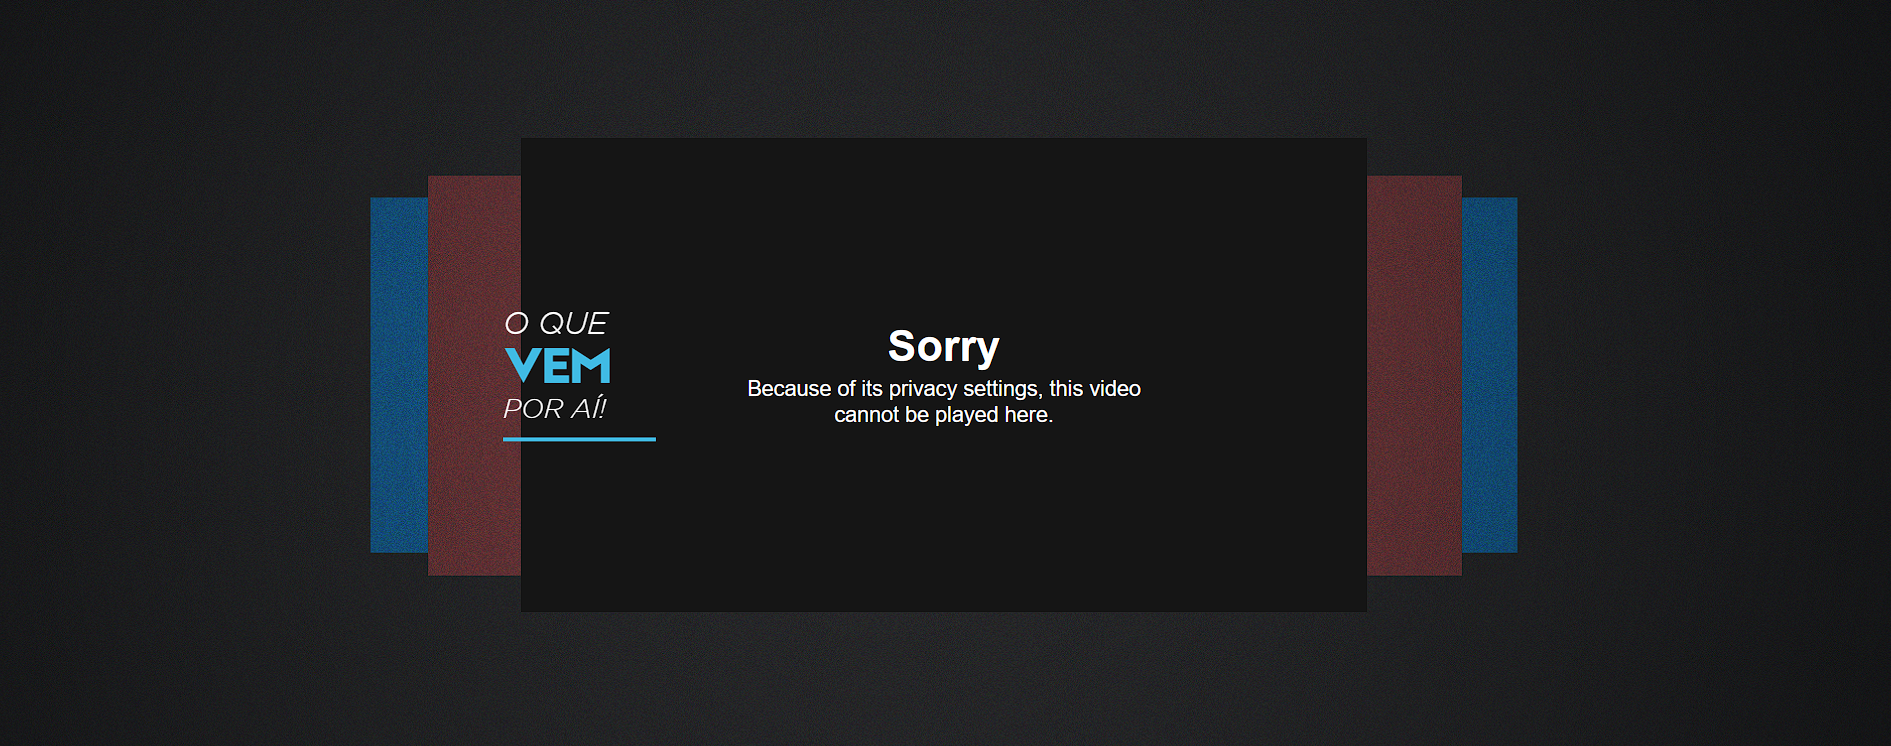 O QUE
VEM
POR AÍ!
Sorry
Because of its privacy settings, this video
cannot be played here.